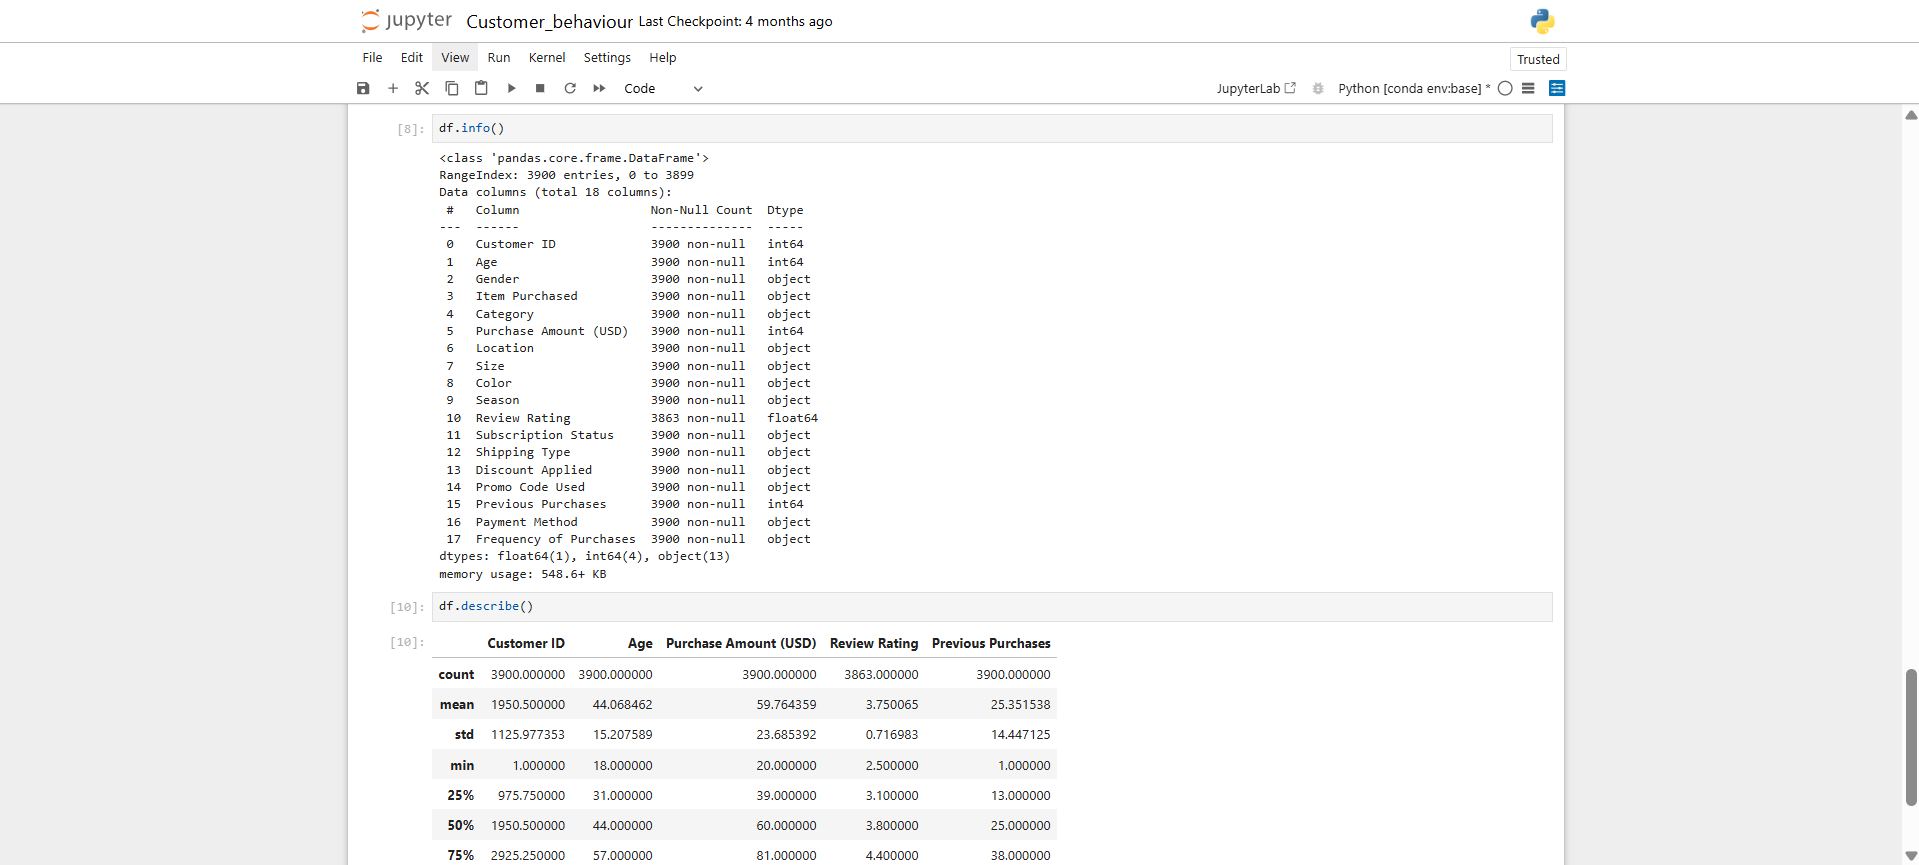 jupyter Customer_behaviour Last Checkpoint: 4 months ago
File Edit View Run Kernel Settings Help
Trusted
Code
JupyterLab Python [conda env:base] *
[8]: df.info()
<class 'pandas.core.frame.DataFrame'>
RangeIndex: 3900 entries, 0 to 3899
Data columns (total 18 columns):
# Column Non-Null Count Dtype
--- ------ -------------- -----
0 Customer ID 3900 non-null int64
1 Age 3900 non-null int64
2 Gender 3900 non-null object
3 Item Purchased 3900 non-null object
4 Category 3900 non-null object
5 Purchase Amount (USD) 3900 non-null int64
6 Location 3900 non-null object
7 Size 3900 non-null object
8 Color 3900 non-null object
9 Season 3900 non-null object
10 Review Rating 3863 non-null float64
11 Subscription Status 3900 non-null object
12 Shipping Type 3900 non-null object
13 Discount Applied 3900 non-null object
14 Promo Code Used 3900 non-null object
15 Previous Purchases 3900 non-null int64
16 Payment Method 3900 non-null object
17 Frequency of Purchases 3900 non-null object
dtypes: float64(1), int64(4), object(13)
memory usage: 548.6+ KB
[10]: df.describe()
[10]: Customer ID Age Purchase Amount (USD) Review Rating Previous Purchases
count 3900.000000 3900.000000 3900.000000 3863.000000 3900.000000
mean 1950.500000 44.068462 59.764359 3.750065 25.351538
std 1125.977353 15.207589 23.685392 0.716983 14.447125
min 1.000000 18.000000 20.000000 2.500000 1.000000
25% 975.750000 31.000000 39.000000 3.100000 13.000000
50% 1950.500000 44.000000 60.000000 3.800000 25.000000
75% 2925.250000 57.000000 81.000000 4.400000 38.000000